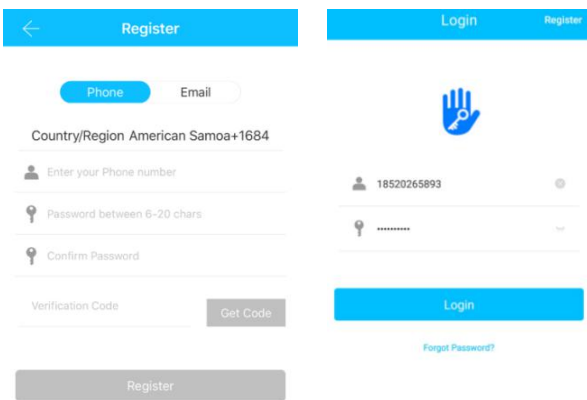 Register
Phone
Email
Country/Region American Samoa+1684
Enter your Phone number
Password between 6-20 chars
Confirm Password
Verification Code
Get Code
Register
Login
Register
18520265893
••••••••••
Login
Forgot Password?